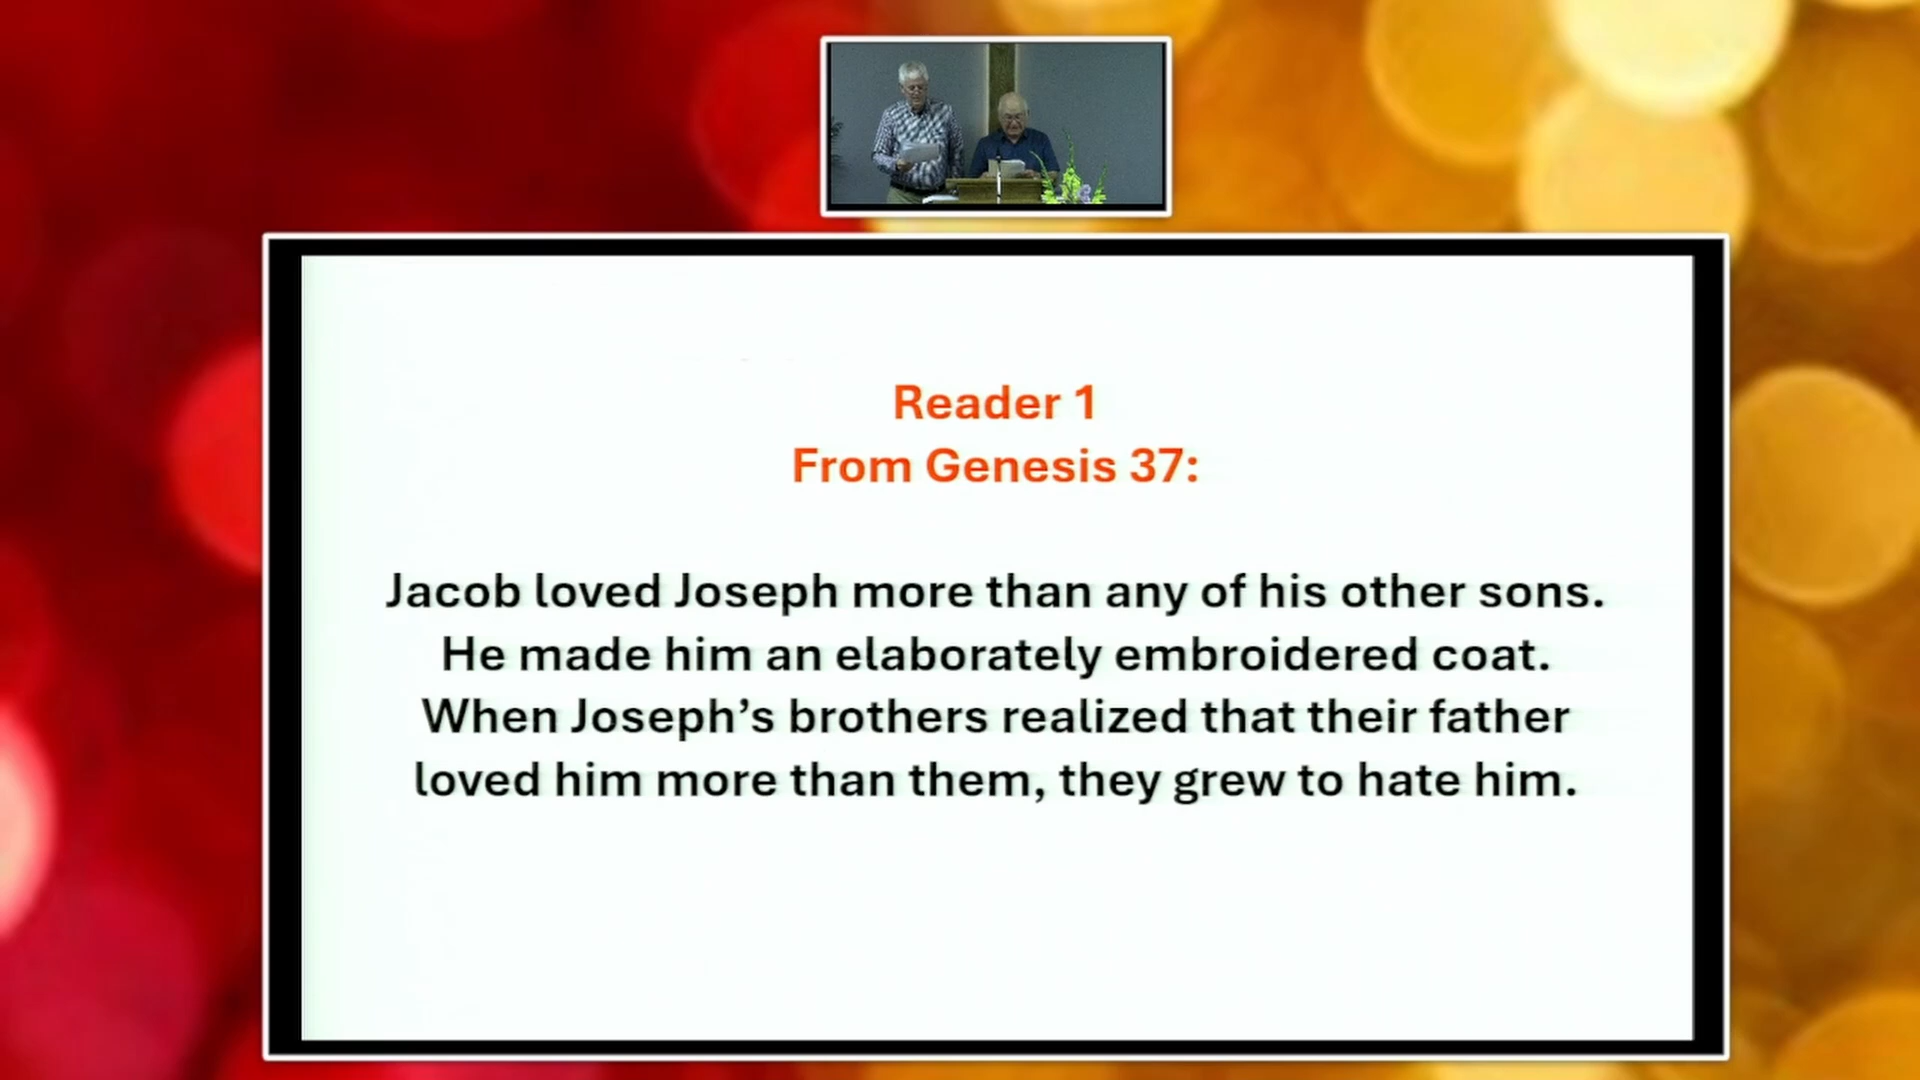 Reader 1
From Genesis 37:
Jacob loved Joseph more than any of his other sons.
He made him an elaborately embroidered coat.
When Joseph’s brothers realized that their father
loved him more than them, they grew to hate him.